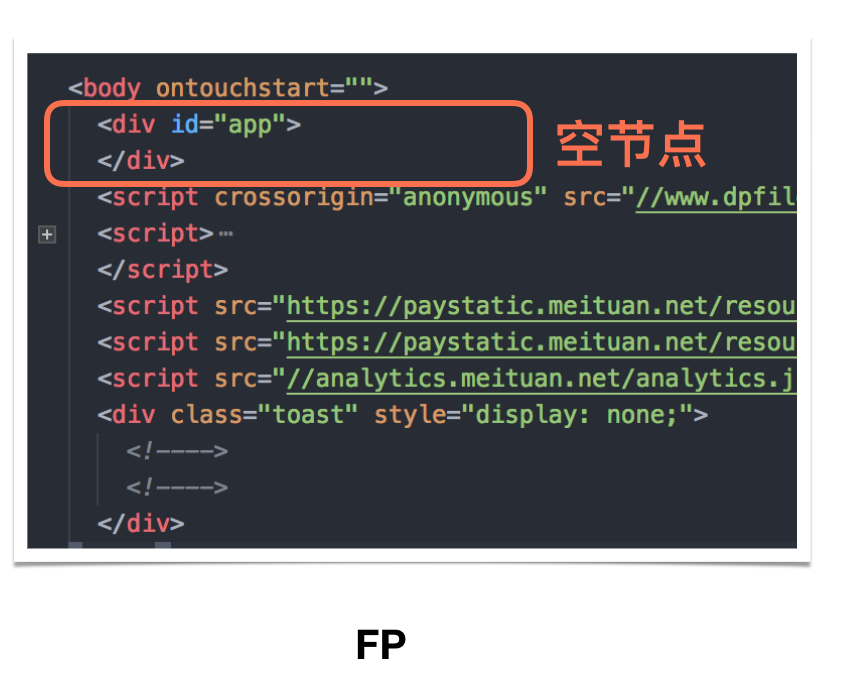 <body ontouchstart="">
<div id="app">
</div>
空节点
<script crossorigin="anonymous" src="//www.dpfil
<script>⋯
</script>
<script src="https://paystatic.meituan.net/resou
<script src="https://paystatic.meituan.net/resou
<script src="//analytics.meituan.net/analytics.j
<div class="toast" style="display: none;">
<!---->
<!---->
</div>
FP